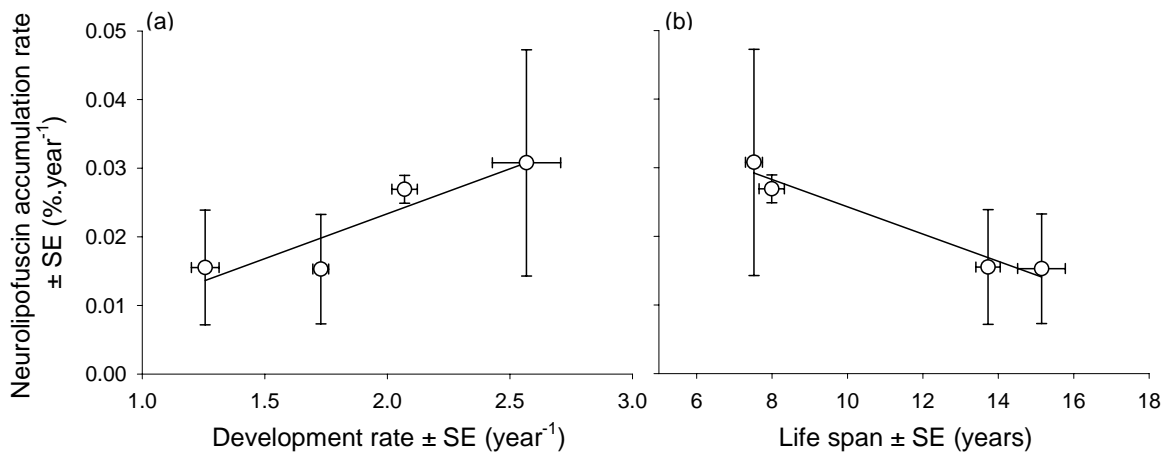 (a)
(b)
Neurolipofuscin accumulation rate
± SE (%.year⁻¹)
0.05
0.04
0.03
0.02
0.01
0.00
1.0 1.5 2.0 2.5 3.0
6 8 10 12 14 16 18
Development rate ± SE (year⁻¹)
Life span ± SE (years)